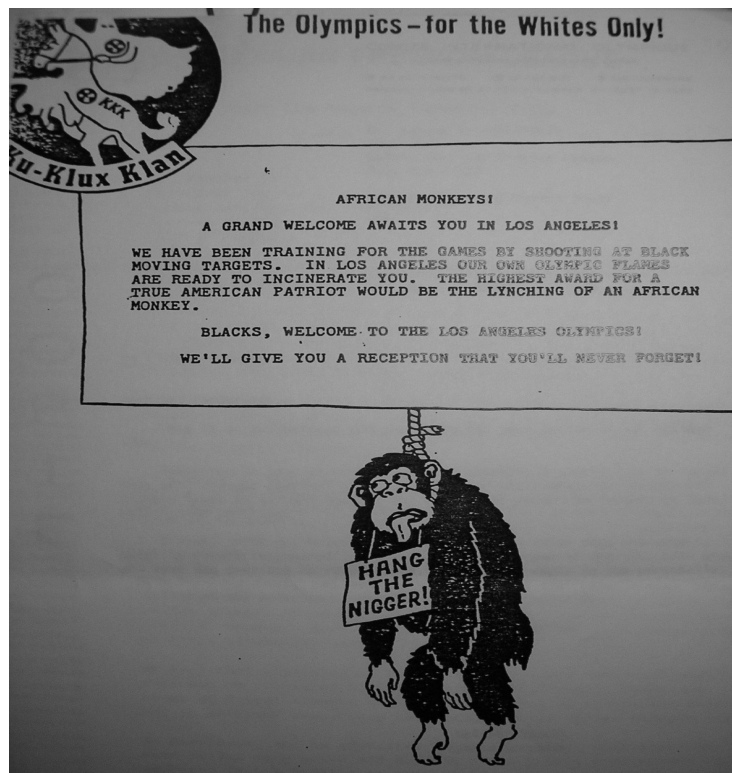 The Olympics – for the Whites Only!
KKK
Ku-Klux Klan
AFRICAN MONKEYS!
A GRAND WELCOME AWAITS YOU IN LOS ANGELES!
WE HAVE BEEN TRAINING FOR THE GAMES BY SHOOTING AT BLACK
MOVING TARGETS. IN LOS ANGELES OUR OWN OLYMPIC FLAMES
ARE READY TO INCINERATE YOU. THE HIGHEST AWARD FOR A
TRUE AMERICAN PATRIOT WOULD BE THE LYNCHING OF AN AFRICAN
MONKEY.
BLACKS, WELCOME TO THE LOS ANGELES OLYMPICS!
WE'LL GIVE YOU A RECEPTION THAT YOU'LL NEVER FORGET!
HANG
THE
NIGGER!